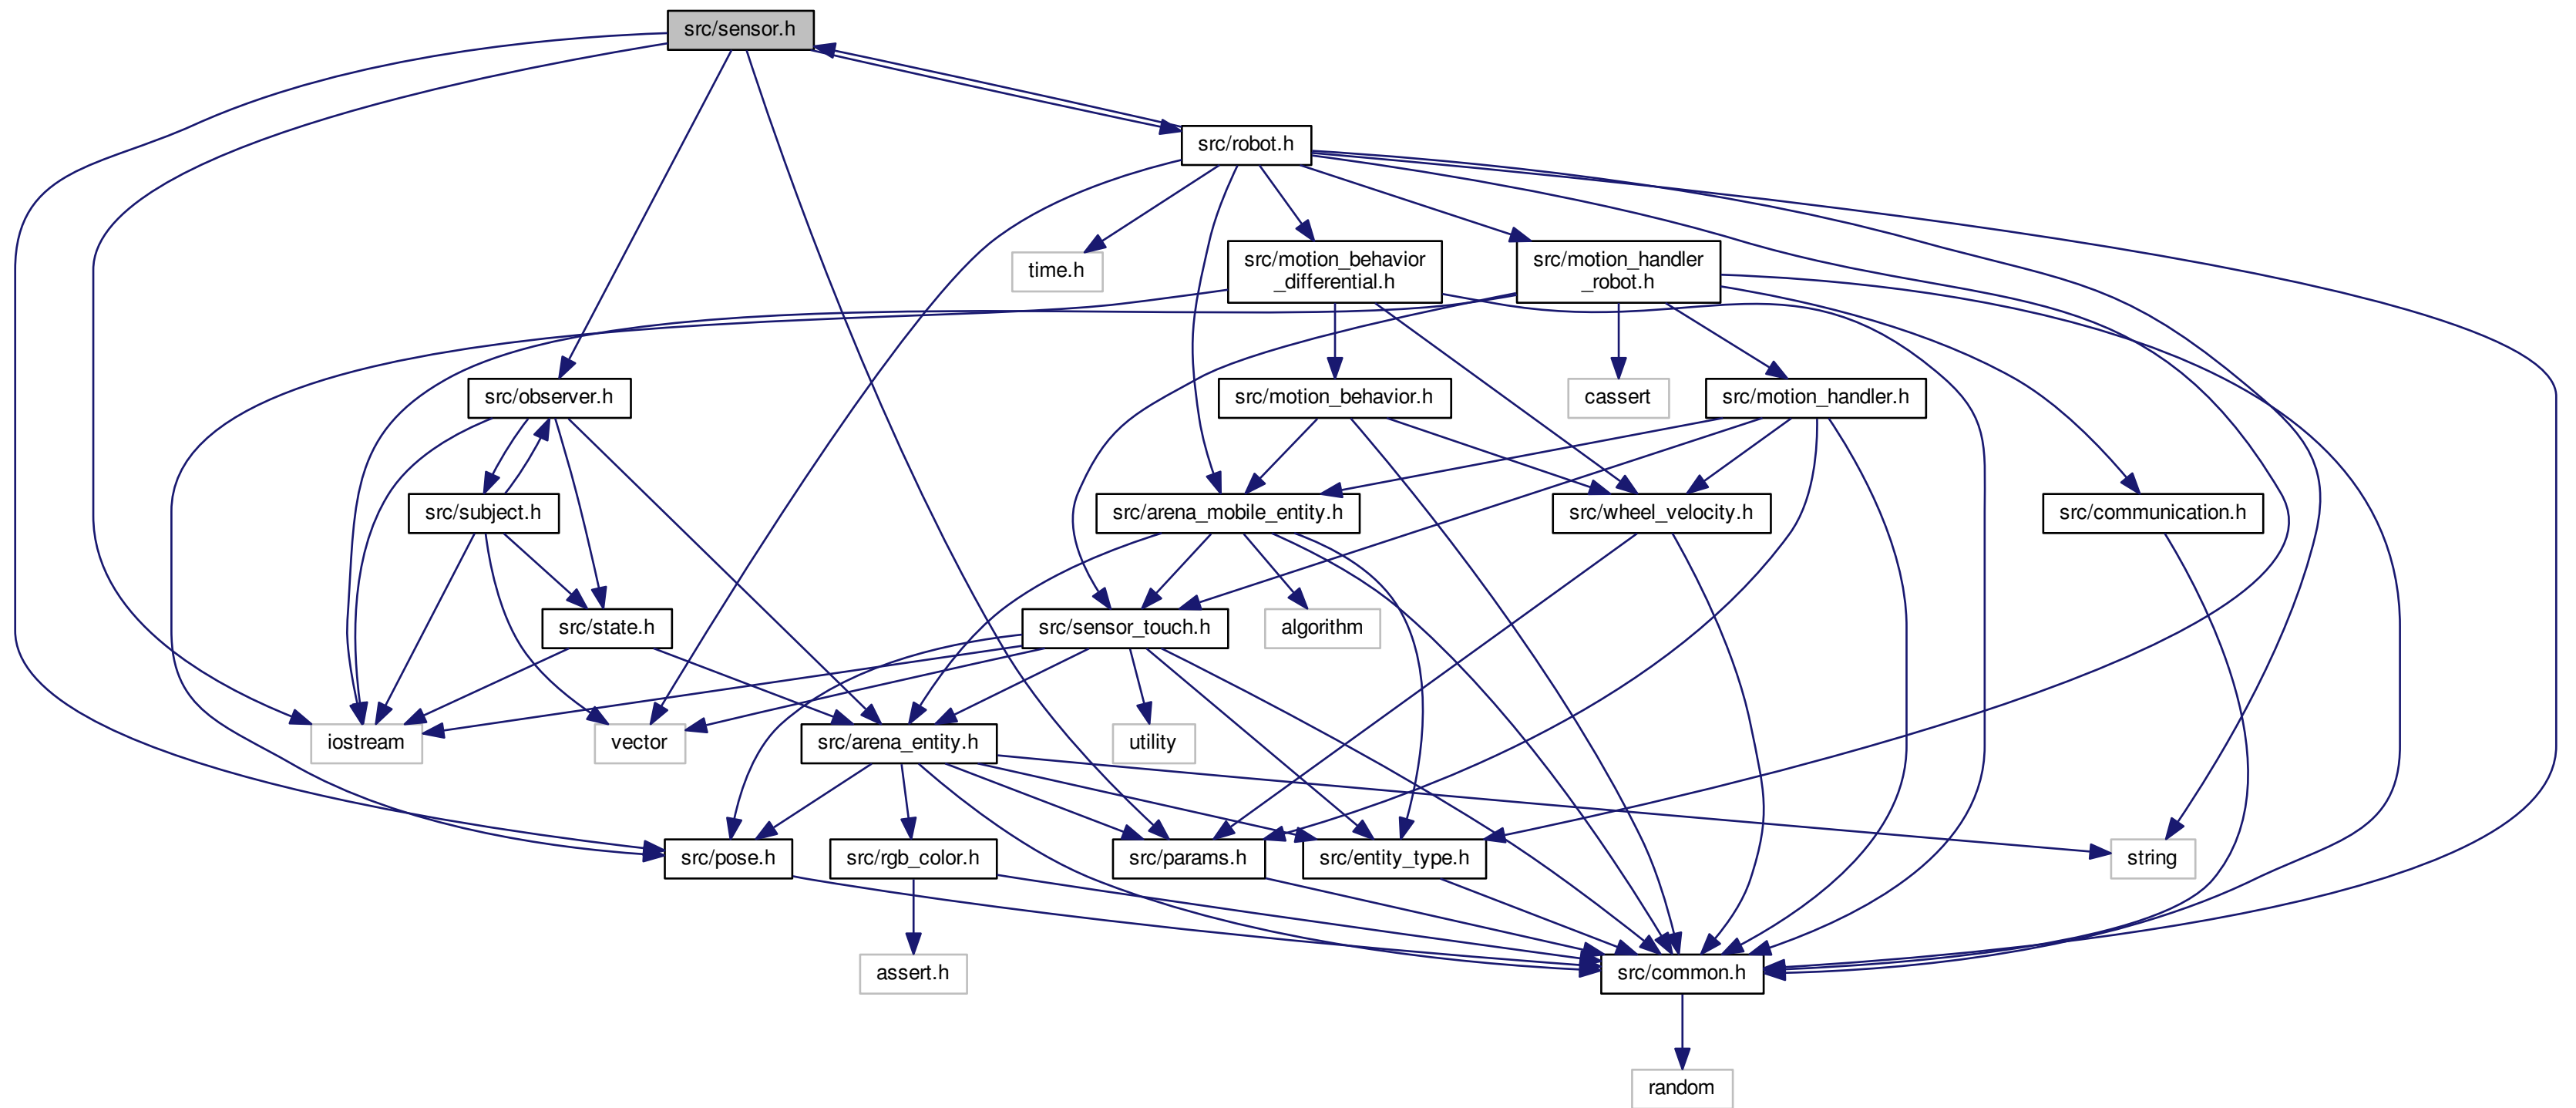 src/sensor.h
src/robot.h
time.h
src/motion_behavior
_differential.h
src/motion_handler
_robot.h
src/observer.h
src/motion_behavior.h
cassert
src/motion_handler.h
src/subject.h
src/arena_mobile_entity.h
src/wheel_velocity.h
src/communication.h
src/state.h
src/sensor_touch.h
algorithm
iostream
vector
src/arena_entity.h
utility
src/pose.h
src/rgb_color.h
src/params.h
src/entity_type.h
string
assert.h
src/common.h
random